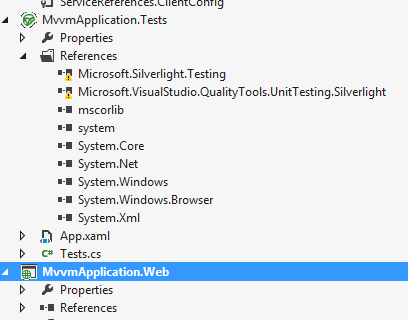 ServiceReferences.ClientConfig
MvvmApplication.Tests
Properties
References
Microsoft.Silverlight.Testing
Microsoft.VisualStudio.QualityTools.UnitTesting.Silverlight
mscorlib
system
System.Core
System.Net
System.Windows
System.Windows.Browser
System.Xml
App.xaml
C# Tests.cs
MvvmApplication.Web
Properties
References